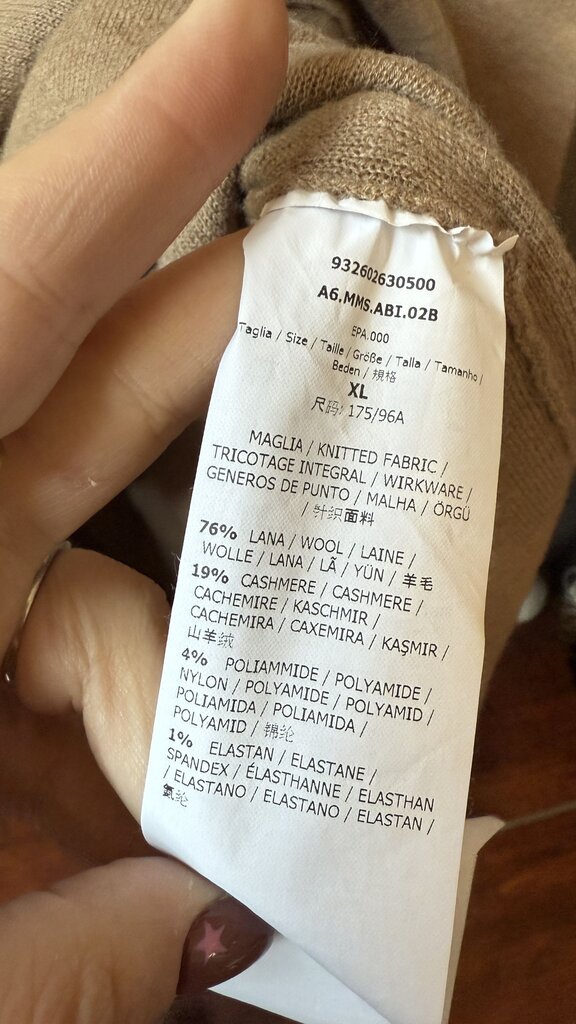 932602630500
A6.MMS.ABI.02B
EPA.000
Taglia / Size / Taille / Größe / Talla / Tamanho /
Beden / 規格
XL
尺码: 175/96A
MAGLIA / KNITTED FABRIC /
TRICOTAGE INTEGRAL / WIRKWARE /
GENEROS DE PUNTO / MALHA / ÖRGÜ
/ 针织面料
76% LANA / WOOL / LAINE /
WOLLE / LANA / LÃ / YÜN / 羊毛
19% CASHMERE / CASHMERE /
CACHEMIRE / KASCHMIR /
CACHEMIRA / CAXEMIRA / KAŞMIR /
山羊绒
4% POLIAMMIDE / POLYAMIDE /
NYLON / POLYAMIDE / POLYAMID /
POLIAMIDA / POLIAMIDA /
POLYAMID / 锦纶
1% ELASTAN / ELASTANE /
SPANDEX / ÉLASTHANNE / ELASTHAN
/ ELASTANO / ELASTANO / ELASTAN /
氨纶